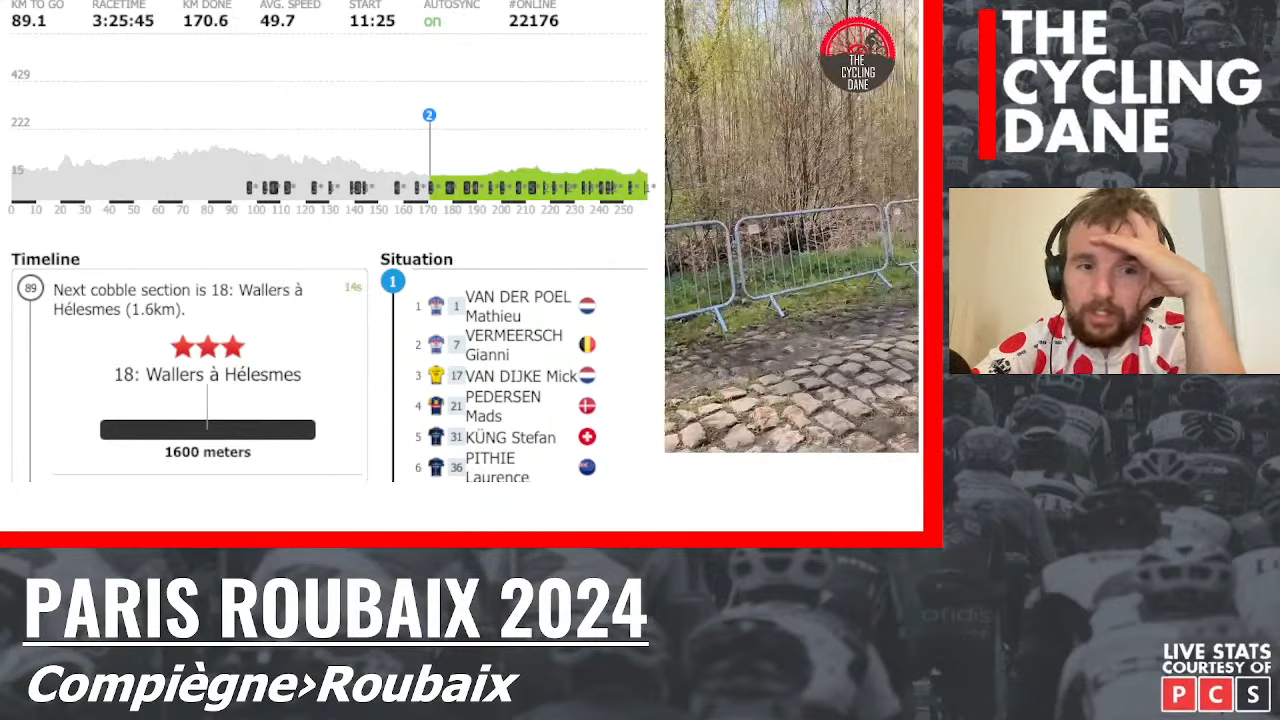 KM TO GO RACETIME KM DONE AVG. SPEED START AUTOSYNC #ONLINE
89.1 3:25:45 170.6 49.7 11:25 on 22176
429
222
15
2
0 10 20 30 40 50 60 70 80 90 100 110 120 130 140 150 160 170 180 190 200 210 220 230 240 250
Timeline
89
Next cobble section is 18: Wallers à
Hélesmes (1.6km).
14s
18: Wallers à Hélesmes
1600 meters
Situation
1
1 1 VAN DER POEL
Mathieu
2 7 VERMEERSCH
Gianni
3 17 VAN DIJKE Mick
4 21 PEDERSEN
Mads
5 31 KÜNG Stefan
6 36 PITHIE
Laurence
THE
CYCLING
DANE
THE
CYCLING
DANE
PARIS ROUBAIX 2024
Compiègne›Roubaix
LIVE STATS
COURTESY OF
P C S